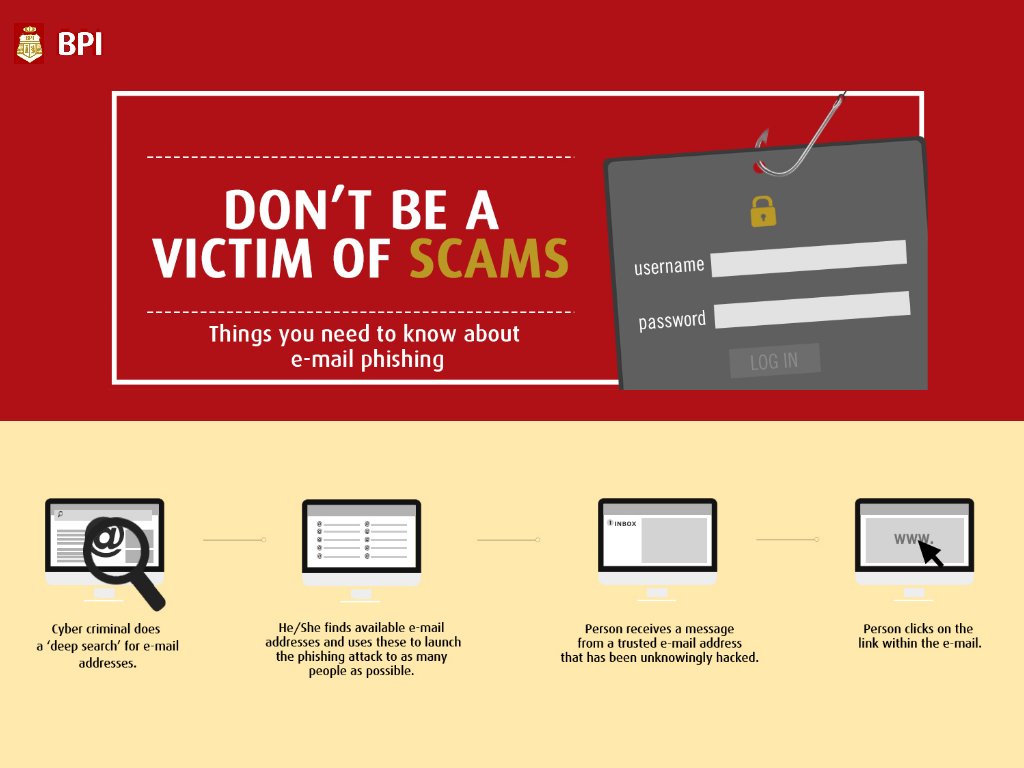 BPI
DON'T BE A
VICTIM OF SCAMS
Things you need to know about
e-mail phishing
username
password
LOG IN
@
INBOX
www.
Cyber criminal does
a 'deep search' for e-mail
addresses.
He/She finds available e-mail
addresses and uses these to launch
the phishing attack to as many
people as possible.
Person receives a message
from a trusted e-mail address
that has been unknowingly hacked.
Person clicks on the
link within the e-mail.